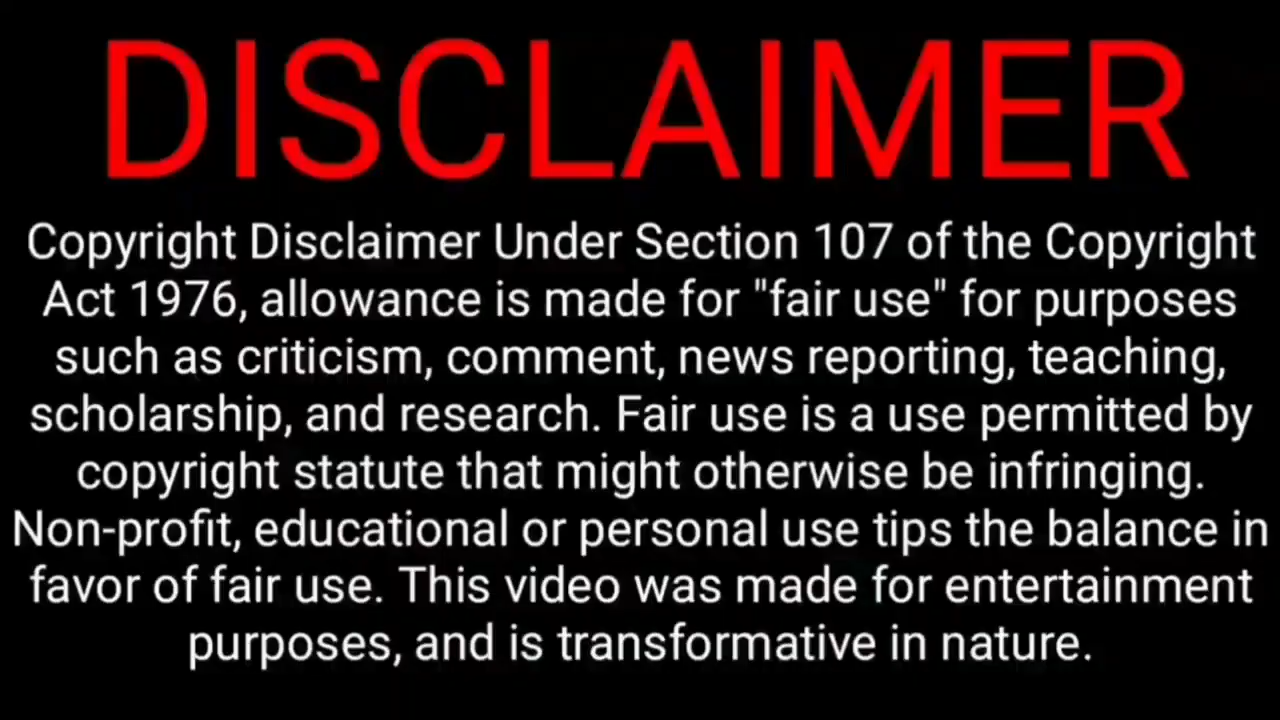 DISCLAIMER
Copyright Disclaimer Under Section 107 of the Copyright
Act 1976, allowance is made for "fair use" for purposes
such as criticism, comment, news reporting, teaching,
scholarship, and research. Fair use is a use permitted by
copyright statute that might otherwise be infringing.
Non-profit, educational or personal use tips the balance in
favor of fair use. This video was made for entertainment
purposes, and is transformative in nature.